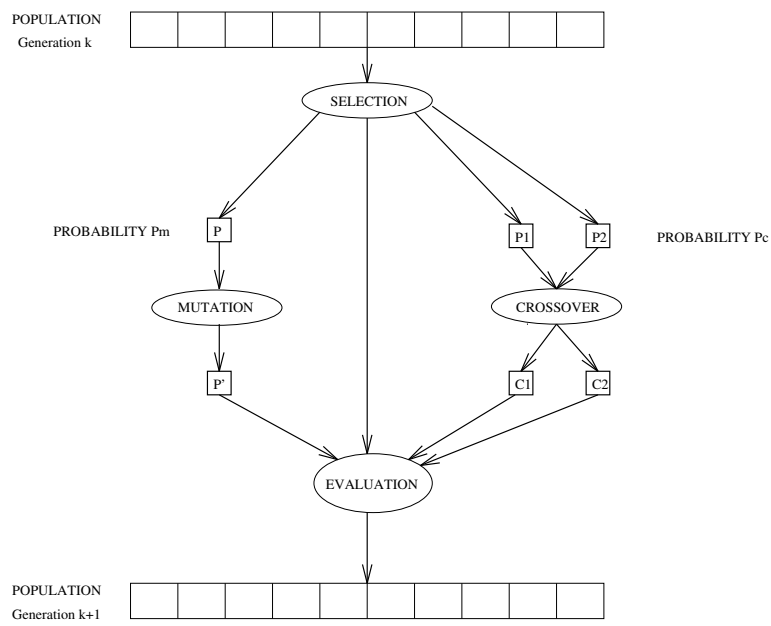 POPULATION
Generation k
SELECTION
PROBABILITY Pm
P
P1
P2
PROBABILITY Pc
MUTATION
CROSSOVER
P'
C1
C2
EVALUATION
POPULATION
Generation k+1